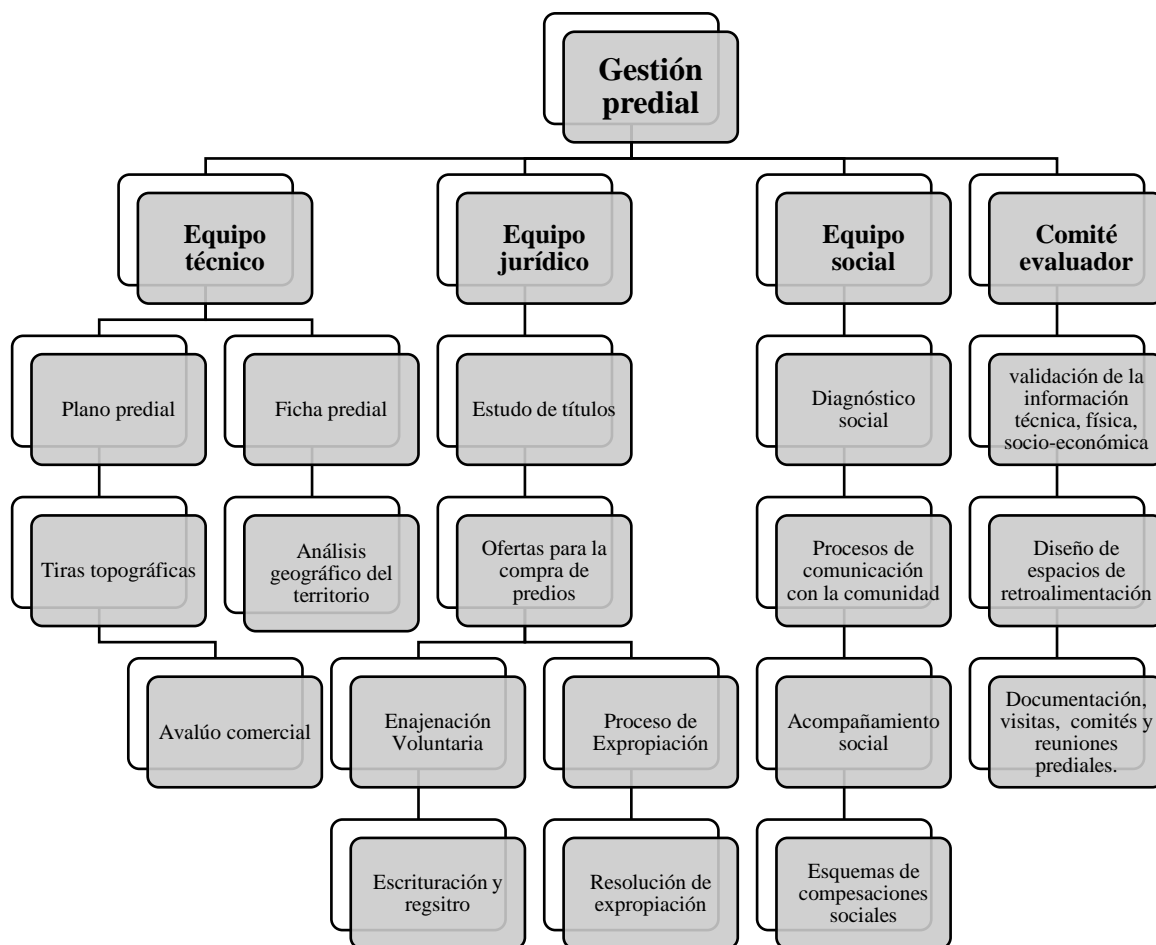 Gestión
predial
Equipo
técnico
Equipo
jurídico
Equipo
social
Comité
evaluador
Plano predial
Ficha predial
Estudo de títulos
Diagnóstico
social
validación de la
información
técnica, física,
socio-económica
Tiras topográficas
Análisis
geográfico del
territorio
Ofertas para la
compra de
predios
Procesos de
comunicación
con la comunidad
Diseño de
espacios de
retroalimentación
Avalúo comercial
Enajenación
Voluntaria
Proceso de
Expropiación
Acompañamiento
social
Documentación,
visitas, comités y
reuniones
prediales.
Escrituración y
regsitro
Resolución de
expropiación
Esquemas de
compesaciones
sociales